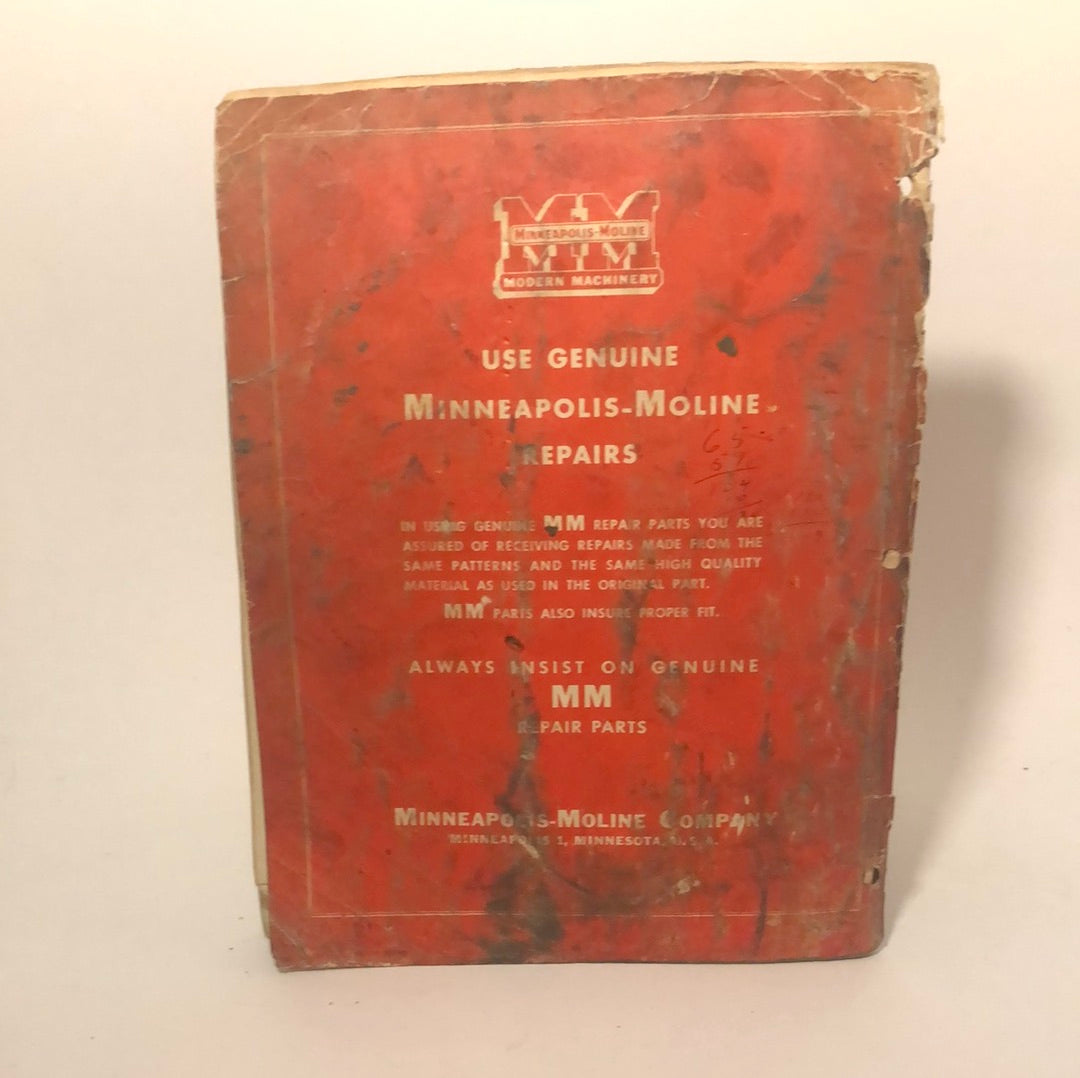 MM
MINNEAPOLIS-MOLINE
MODERN MACHINERY
USE GENUINE
MINNEAPOLIS-MOLINE
REPAIRS
IN USING GENUINE MM REPAIR PARTS YOU ARE
ASSURED OF RECEIVING REPAIRS MADE FROM THE
SAME PATTERNS AND THE SAME HIGH QUALITY
MATERIAL AS USED IN THE ORIGINAL PART.
MM PARTS ALSO INSURE PROPER FIT.
ALWAYS INSIST ON GENUINE
MM
REPAIR PARTS
MINNEAPOLIS-MOLINE COMPANY
MINNEAPOLIS 1, MINNESOTA, U.S.A.